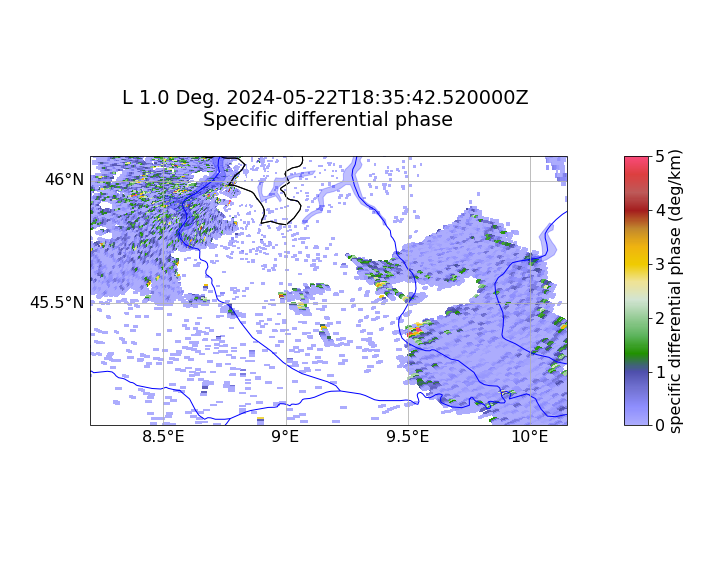 L 1.0 Deg. 2024-05-22T18:35:42.520000Z
Specific differential phase
46°N
45.5°N
8.5°E
9°E
9.5°E
10°E
5
4
3
2
1
0
specific differential phase (deg/km)